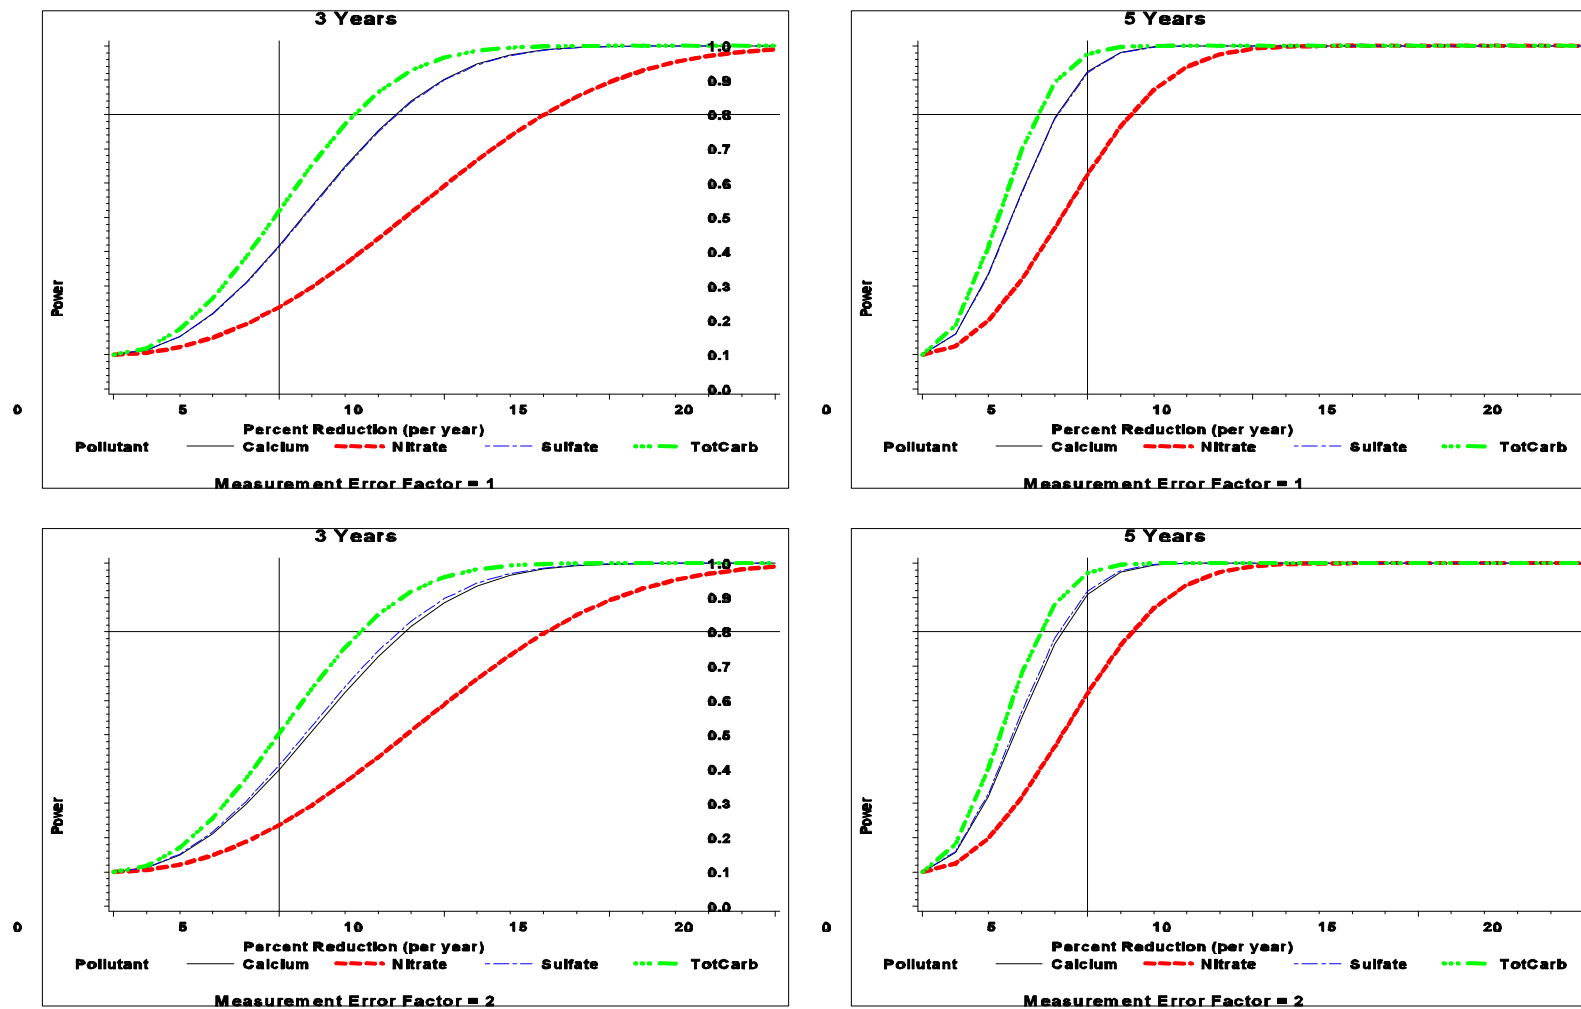 3 Years
1.0
0.9
0.8
0.7
0.6
0.5
0.4
0.3
0.2
0.1
0.0
Power
0 5 10 15 20
Percent Reduction (per year)
Pollutant Calcium Nitrate Sulfate TotCarb
Measurement Error Factor = 1
5 Years
Power
0 5 10 15 20
Percent Reduction (per year)
Pollutant Calcium Nitrate Sulfate TotCarb
Measurement Error Factor = 1
3 Years
1.0
0.9
0.8
0.7
0.6
0.5
0.4
0.3
0.2
0.1
0.0
Power
0 5 10 15 20
Percent Reduction (per year)
Pollutant Calcium Nitrate Sulfate TotCarb
Measurement Error Factor = 2
5 Years
Power
0 5 10 15 20
Percent Reduction (per year)
Pollutant Calcium Nitrate Sulfate TotCarb
Measurement Error Factor = 2